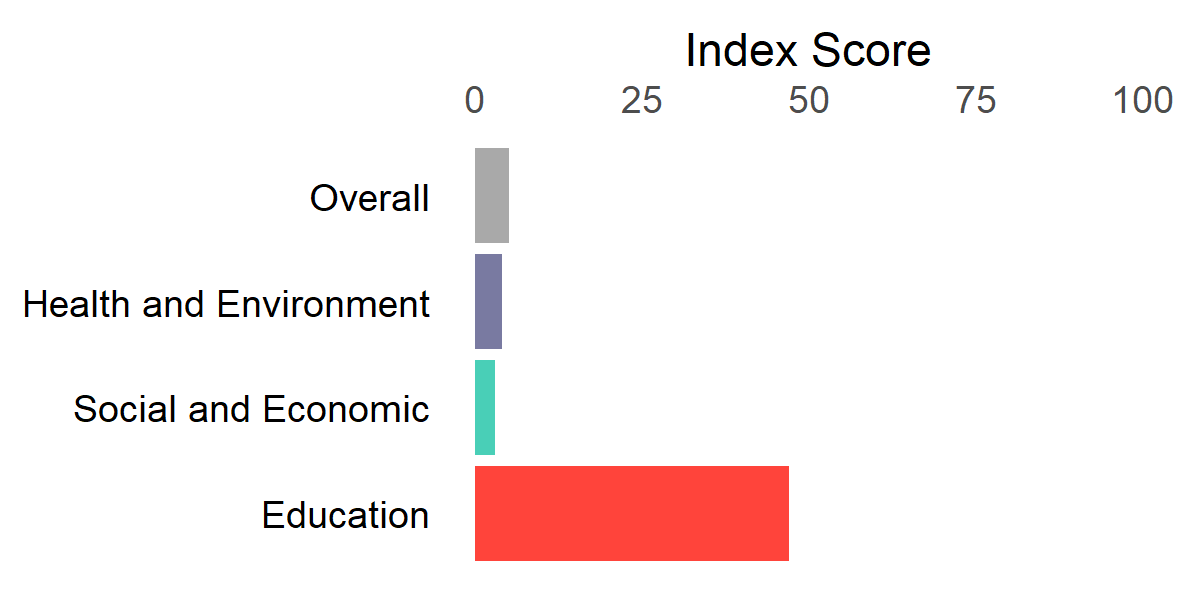 Index Score
0 25 50 75 100
Overall
Health and Environment
Social and Economic
Education